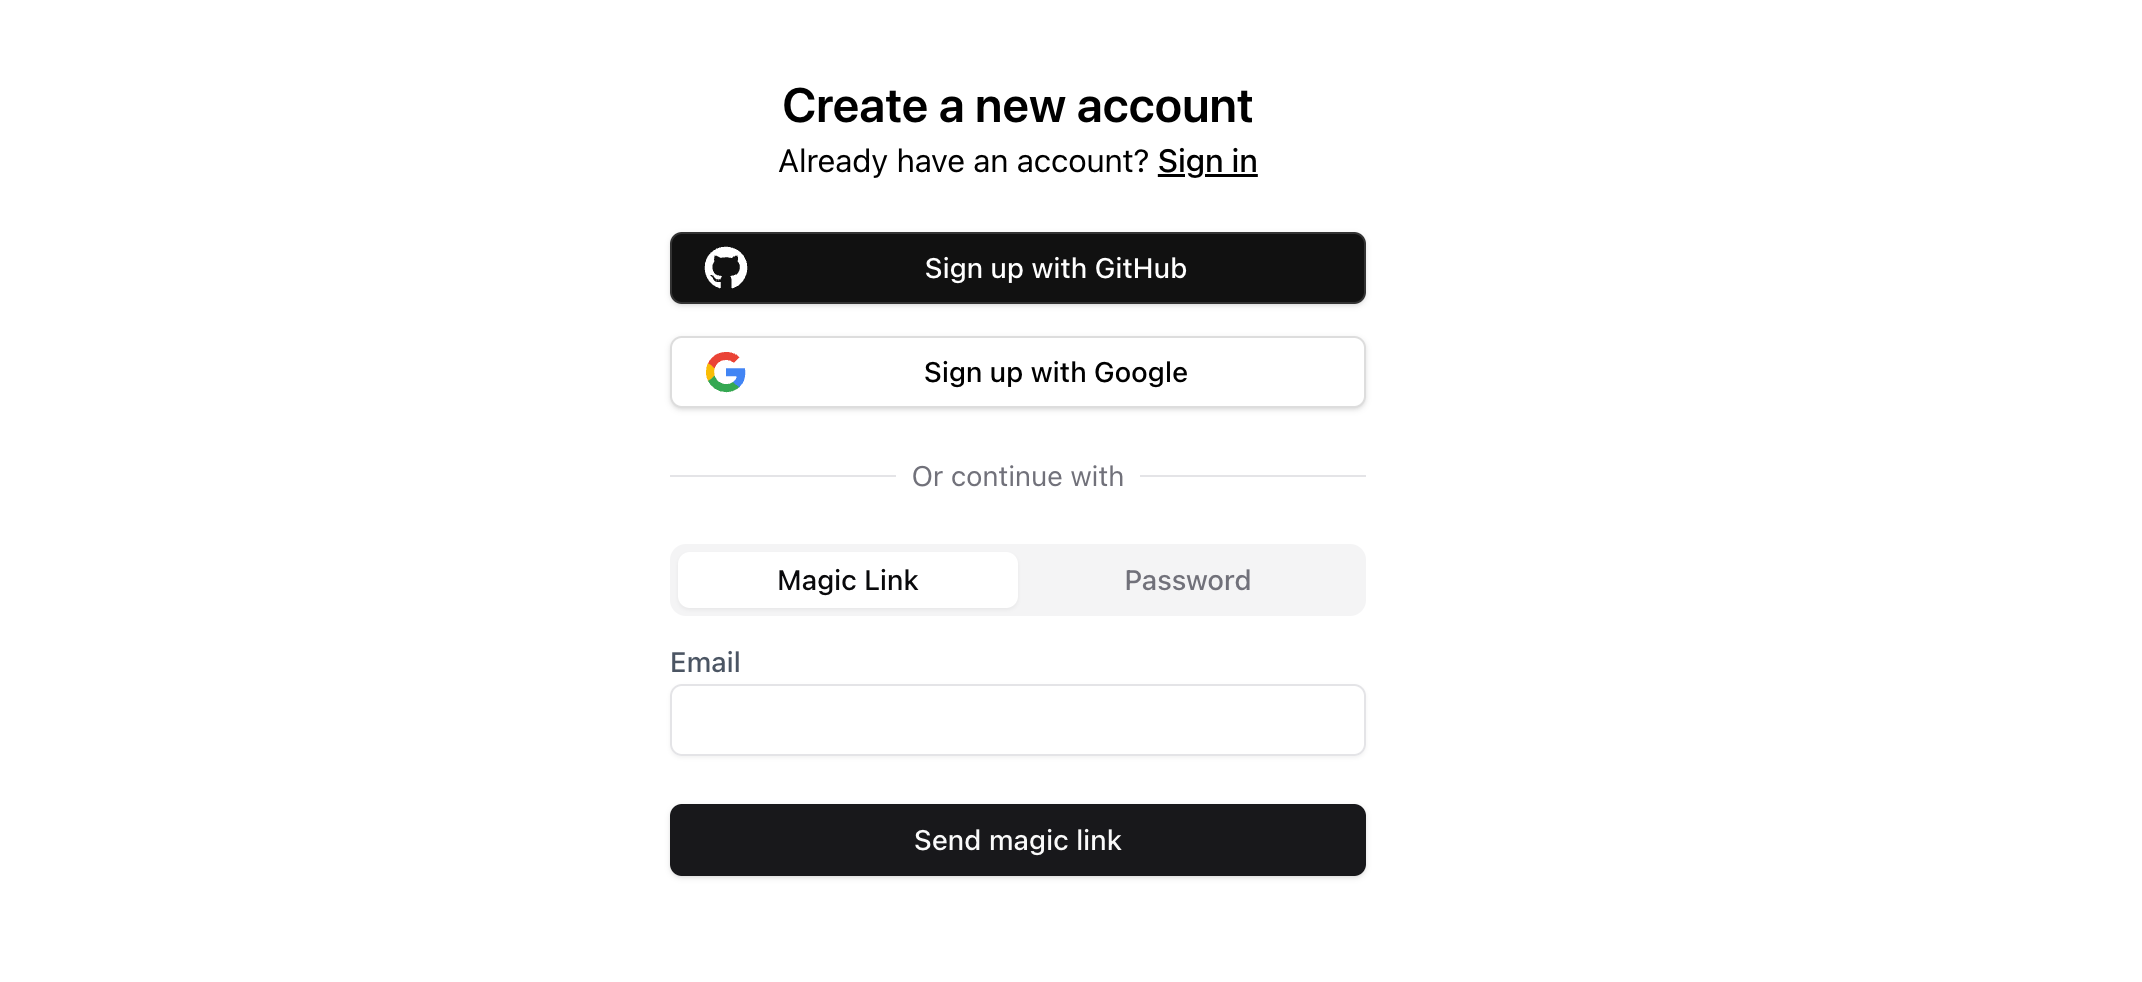 Create a new account
Already have an account? Sign in
Sign up with GitHub
Sign up with Google
Or continue with
Magic Link
Password
Email
Send magic link